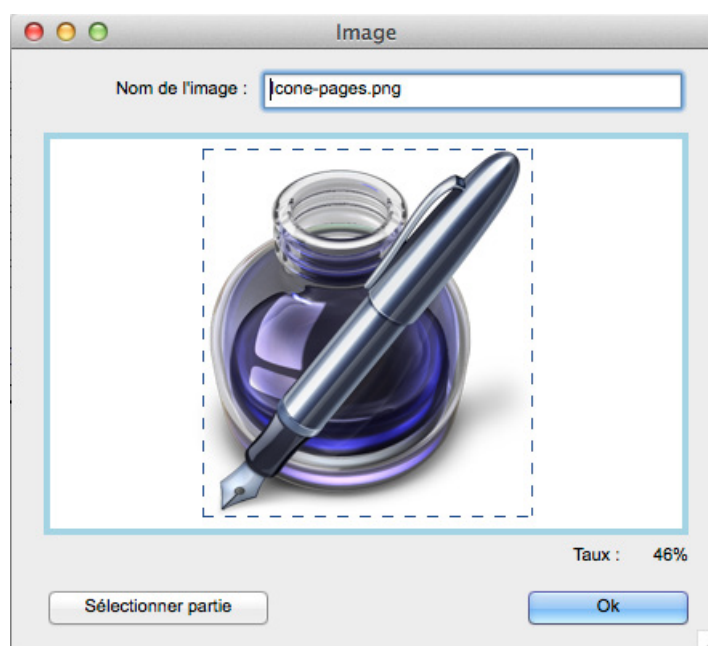 Image
Nom de l'image : icone-pages.png
Taux : 46%
Sélectionner partie Ok